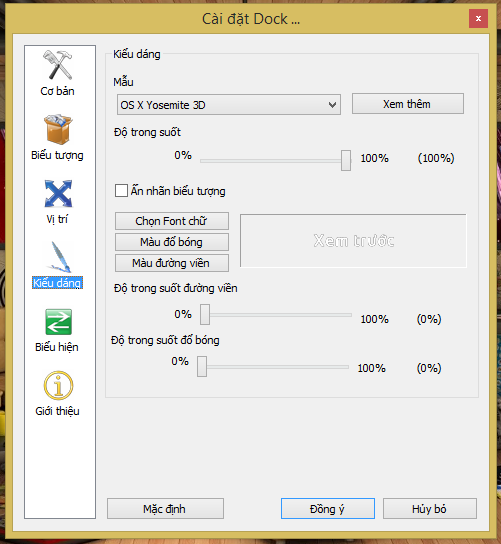 Cài đặt Dock ...
x
Cơ bản
Biểu tượng
Vị trí
Kiểu dáng
Biểu hiện
Giới thiệu
Kiểu dáng
Mẫu
OS X Yosemite 3D
Xem thêm
Độ trong suốt
0%
100%
(100%)
Ẩn nhãn biểu tượng
Chọn Font chữ
Màu đổ bóng
Màu đường viền
Xem trước
Độ trong suốt đường viền
0%
100%
(0%)
Độ trong suốt đổ bóng
0%
100%
(0%)
Mặc định
Đồng ý
Hủy bỏ